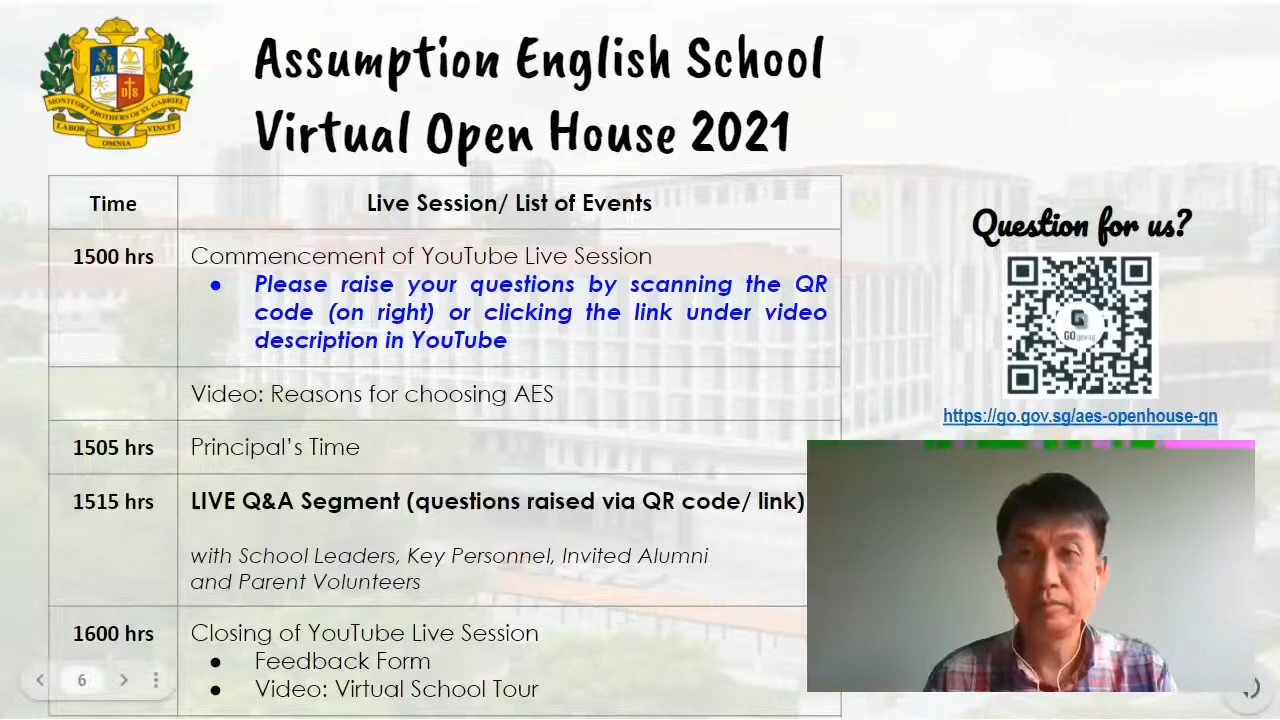 Assumption English School
Virtual Open House 2021
A M
D S
MONTFORT BROTHERS OF ST. GABRIEL
LABOR OMNIA VINCIT
Time
Live Session/ List of Events
1500 hrs
Commencement of YouTube Live Session
● Please raise your questions by scanning the QR
code (on right) or clicking the link under video
description in YouTube
Video: Reasons for choosing AES
1505 hrs
Principal’s Time
1515 hrs
LIVE Q&A Segment (questions raised via QR code/ link)
with School Leaders, Key Personnel, Invited Alumni
and Parent Volunteers
1600 hrs
Closing of YouTube Live Session
● Feedback Form
● Video: Virtual School Tour
Question for us?
GO.gov.sg
https://go.gov.sg/aes-openhouse-qn
6